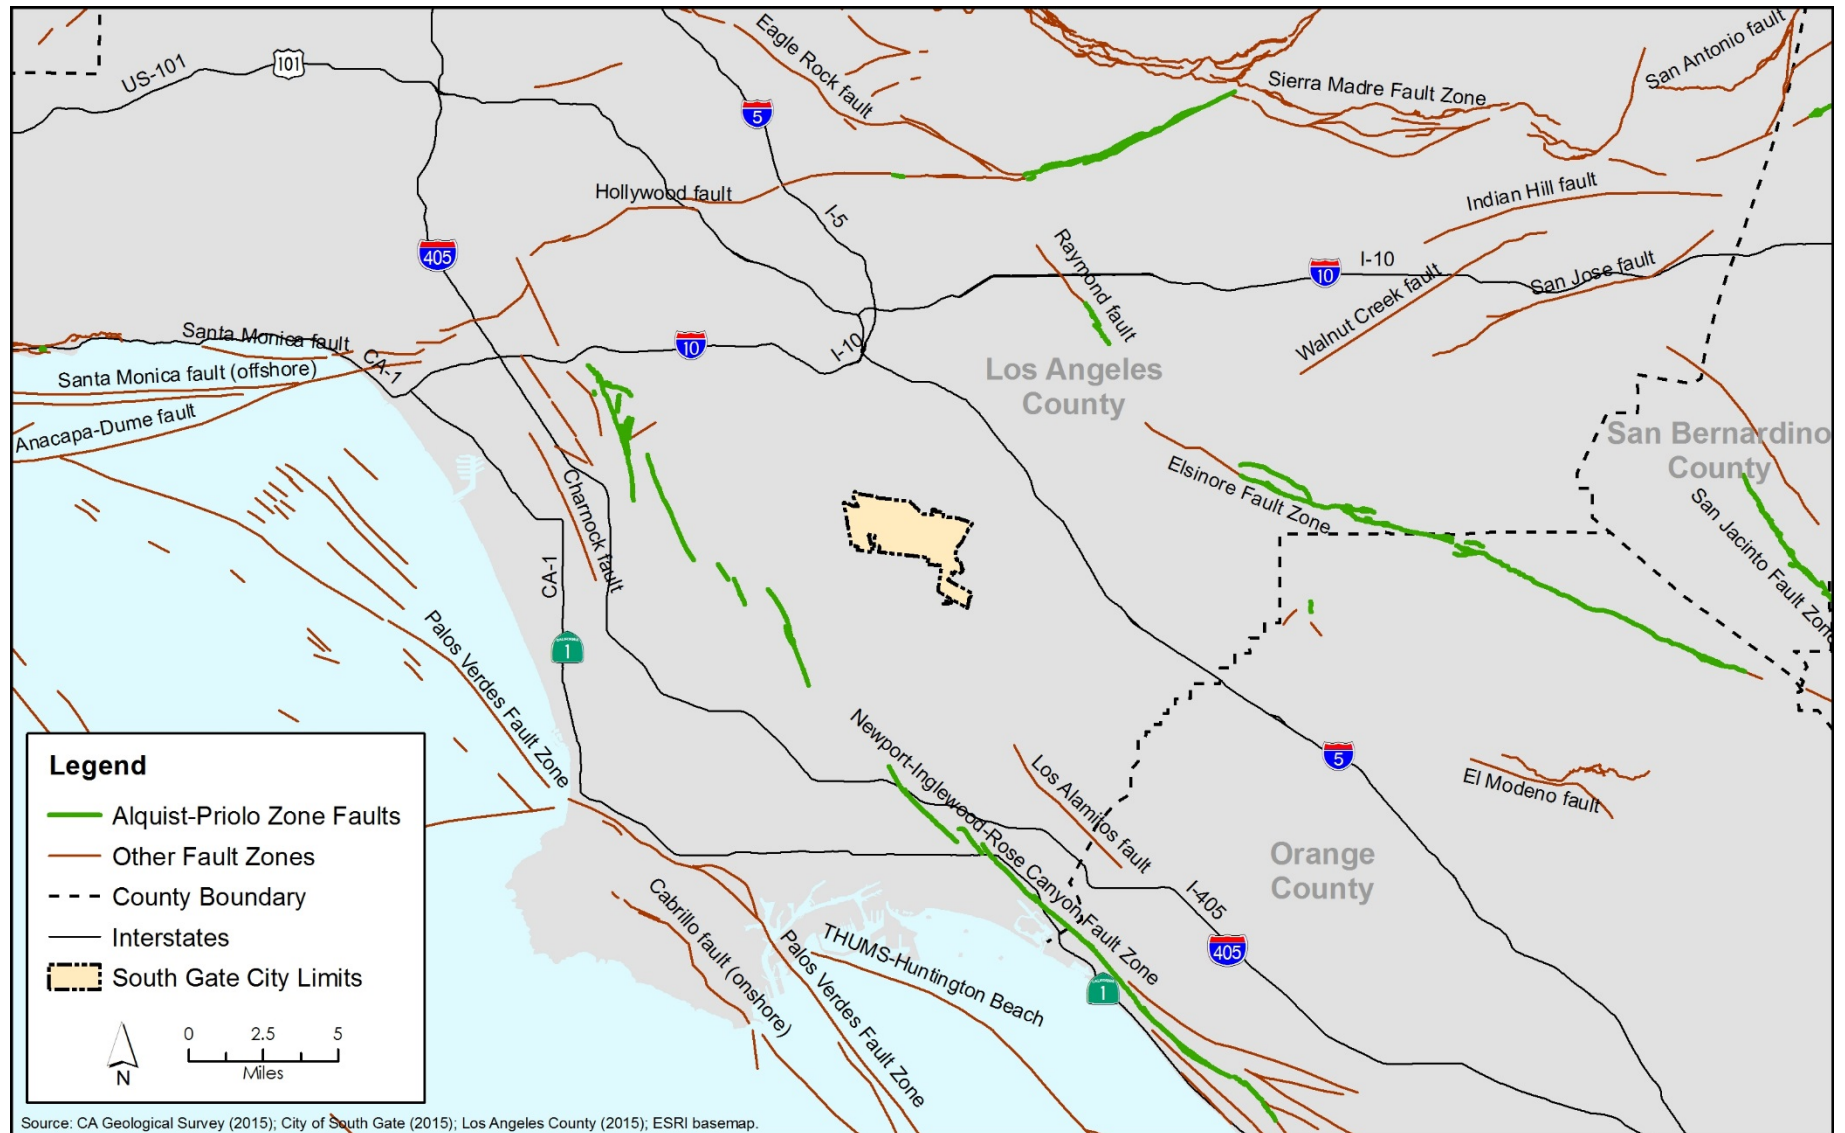 US-101
101
Eagle Rock fault
5
Sierra Madre Fault Zone
San Antonio fault
Hollywood fault
I-5
Indian Hill fault
405
Raymond fault
I-10
10
San Jose fault
Walnut Creek fault
Santa Monica fault
CA-1
10
I-10
Santa Monica fault (offshore)
Anacapa-Dume fault
Los Angeles
County
San Bernardino
County
Elsinore Fault Zone
San Jacinto Fault Zone
Charnock fault
CA-1
1
Palos Verdes Fault Zone
Newport-Inglewood-Rose Canyon Fault Zone
Los Alamitos fault
5
El Modeno fault
Orange
County
I-405
405
1
Cabrillo fault (onshore)
Palos Verdes Fault Zone
THUMS-Huntington Beach
Legend
Alquist-Priolo Zone Faults
Other Fault Zones
County Boundary
Interstates
South Gate City Limits
N
0 2.5 5
Miles
Source: CA Geological Survey (2015); City of South Gate (2015); Los Angeles County (2015); ESRI basemap.